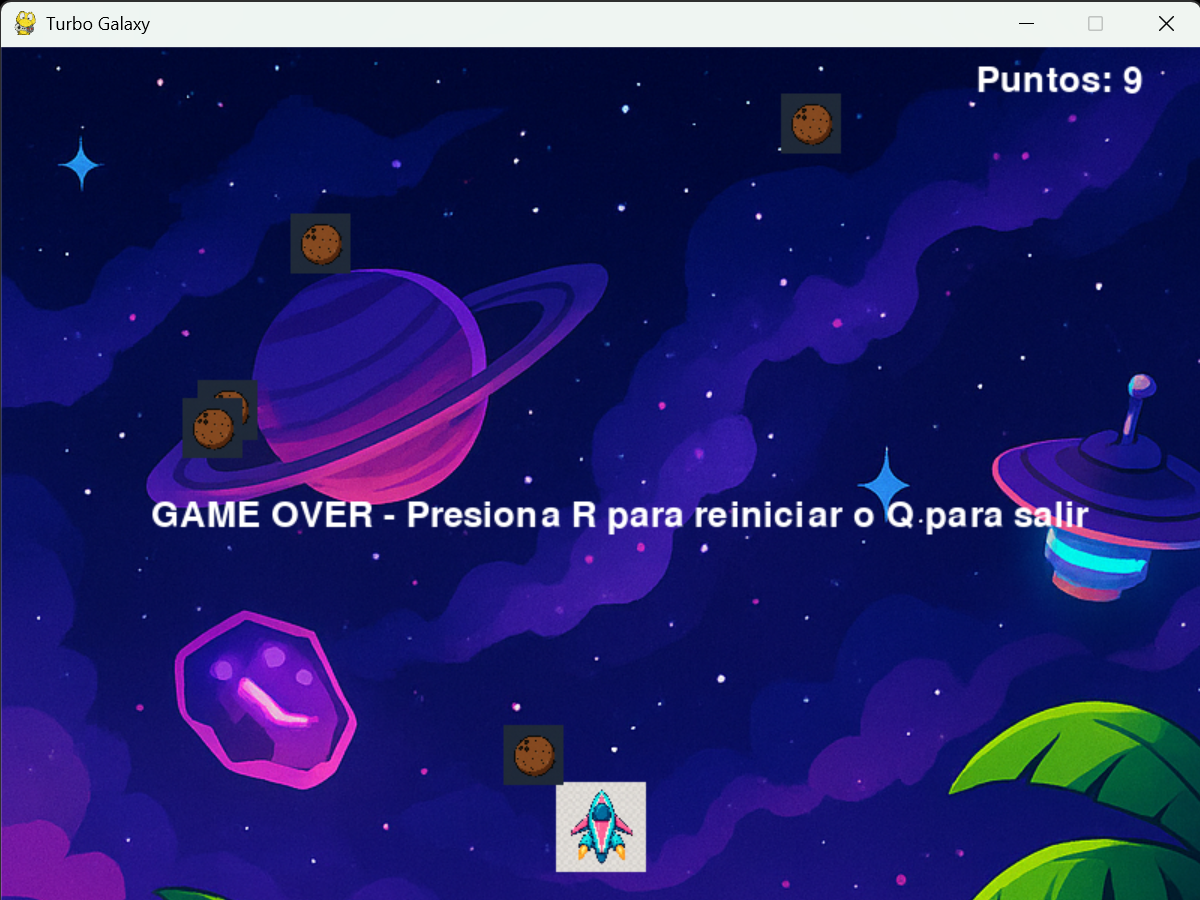 Turbo Galaxy
Puntos: 9
GAME OVER - Presiona R para reiniciar o Q para salir